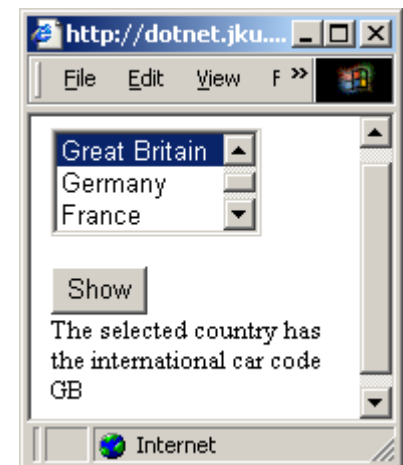 http://dotnet.jku....
File Edit View F »
Great Britain
Germany
France
Show
The selected country has
the international car code
GB
Internet